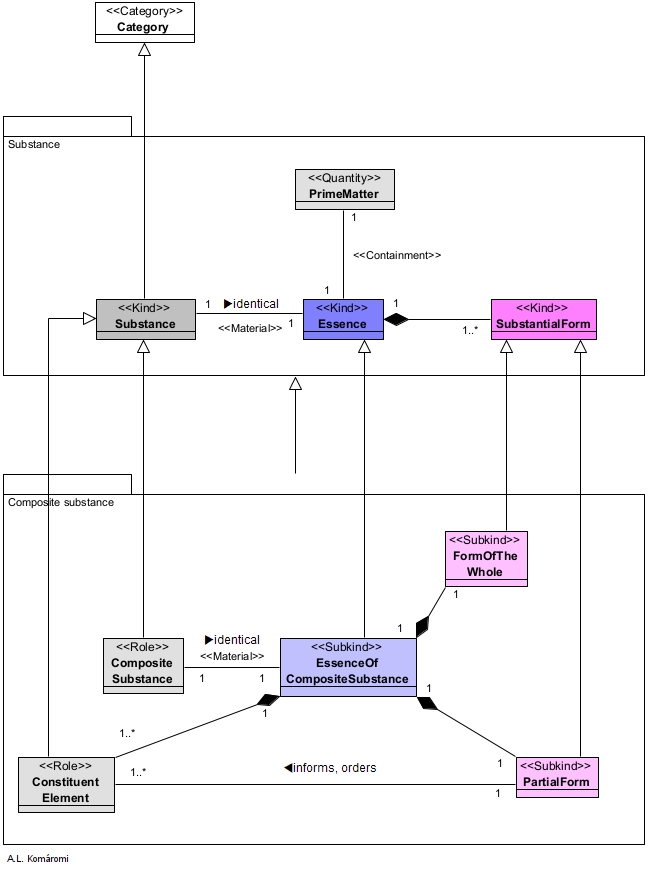 <<Category>>
Category
Substance
<<Quantity>>
PrimeMatter
1
<<Containment>>
1
<<Kind>>
Substance
1
▶identical
<<Material>>
1
<<Kind>>
Essence
1
1..*
<<Kind>>
SubstantialForm
Composite substance
<<Subkind>>
FormOfThe
Whole
1
1
<<Role>>
Composite
Substance
▶identical
<<Material>>
1
1
<<Subkind>>
EssenceOf
CompositeSubstance
1
1
1..*
1..*
◀informs, orders
1
1
<<Role>>
Constituent
Element
<<Subkind>>
PartialForm
A.L. Komáromi